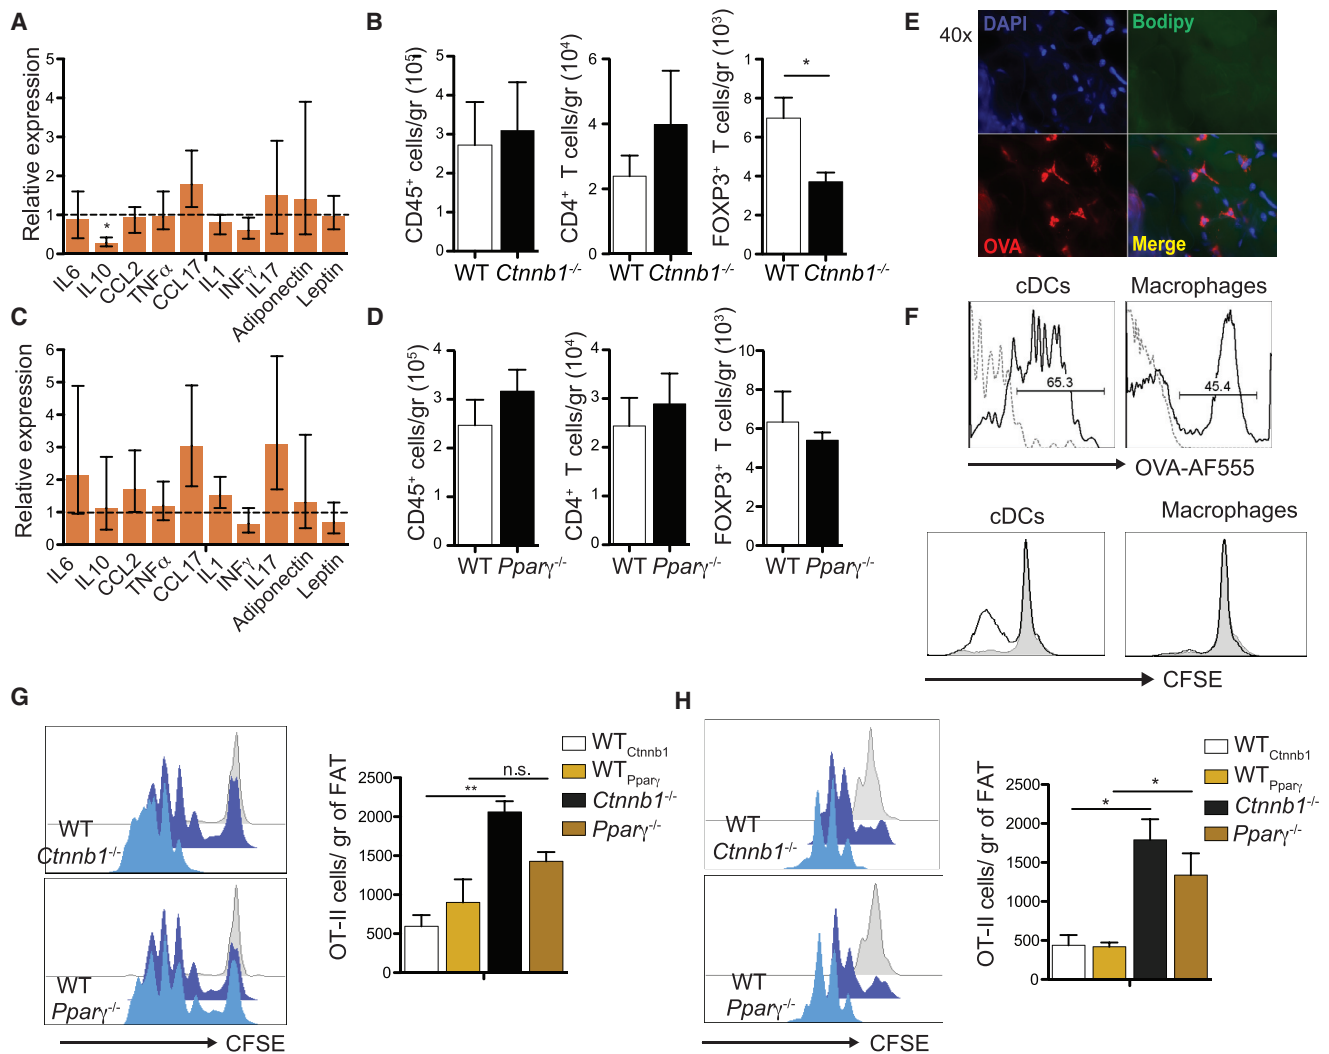 A
Relative expression
5
4
3
2
1
0
*
IL6
IL10
CCL2
TNFα
CCL17
IL1
INFγ
IL17
Adiponectin
Leptin
B
CD45+ cells/gr (10⁵)
5
4
3
2
1
0
WT Ctnnb1-/-
CD4+ T cells/gr (10⁴)
6
4
2
0
WT Ctnnb1-/-
FOXP3+ T cells/gr (10³)
1
8
6
4
2
0
*
WT Ctnnb1-/-
C
Relative expression
6
5
4
3
2
1
0
IL6
IL10
CCL2
TNFα
CCL17
IL1
INFγ
IL17
Adiponectin
Leptin
D
CD45+ cells/gr (10⁵)
4
3
2
1
0
WT Pparγ-/-
CD4+ T cells/gr (10⁴)
4
3
2
1
0
WT Pparγ-/-
FOXP3+ T cells/gr (10³)
10
8
6
4
2
0
WT Pparγ-/-
E
40x
DAPI
Bodipy
OVA
Merge
F
cDCs
Macrophages
65.3
45.4
OVA-AF555
cDCs
Macrophages
CFSE
G
WT
Ctnnb1-/-
WT
Pparγ-/-
CFSE
OT-II cells/ gr of FAT
2500
2000
1500
1000
500
0
**
n.s.
WT Ctnnb1
WT Pparγ
Ctnnb1-/-
Pparγ-/-
H
WT
Ctnnb1-/-
WT
Pparγ-/-
CFSE
OT-II cells/ gr of FAT
2500
2000
1500
1000
500
0
*
*
WT Ctnnb1
WT Pparγ
Ctnnb1-/-
Pparγ-/-